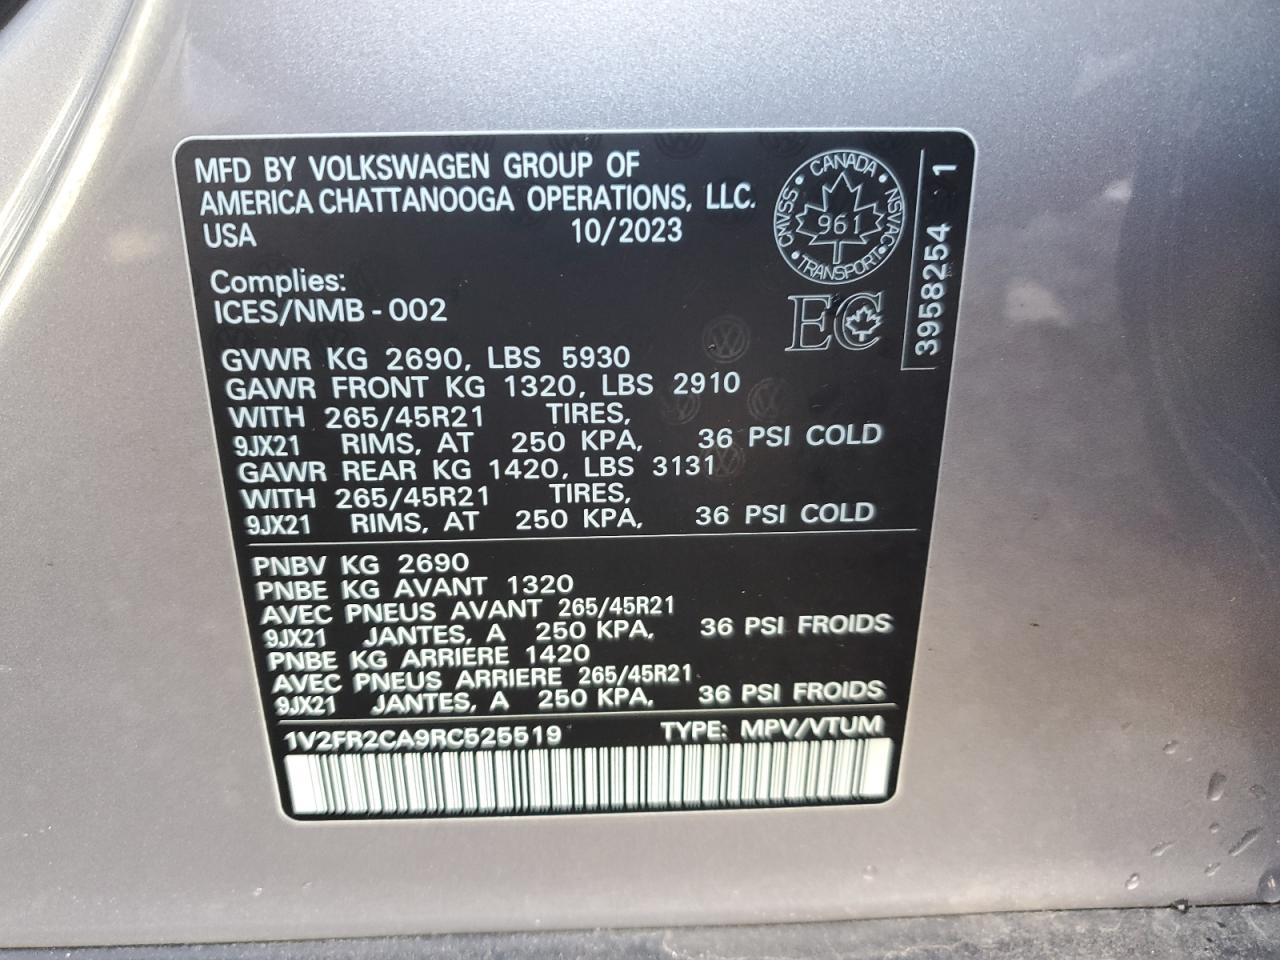 MFD BY VOLKSWAGEN GROUP OF
AMERICA CHATTANOOGA OPERATIONS, LLC.
USA 10/2023
CANADA
CMVSS NSVAC
961
TRANSPORT
3958254 1
Complies:
ICES/NMB - 002
EC
GVWR KG 2690, LBS 5930
GAWR FRONT KG 1320, LBS 2910
WITH 265/45R21 TIRES,
9JX21 RIMS, AT 250 KPA, 36 PSI COLD
GAWR REAR KG 1420, LBS 3131
WITH 265/45R21 TIRES,
9JX21 RIMS, AT 250 KPA, 36 PSI COLD
PNBV KG 2690
PNBE KG AVANT 1320
AVEC PNEUS AVANT 265/45R21
9JX21 JANTES, A 250 KPA, 36 PSI FROIDS
PNBE KG ARRIERE 1420
AVEC PNEUS ARRIERE 265/45R21
9JX21 JANTES, A 250 KPA, 36 PSI FROIDS
1V2FR2CA9RC525519 TYPE: MPV/VTUM